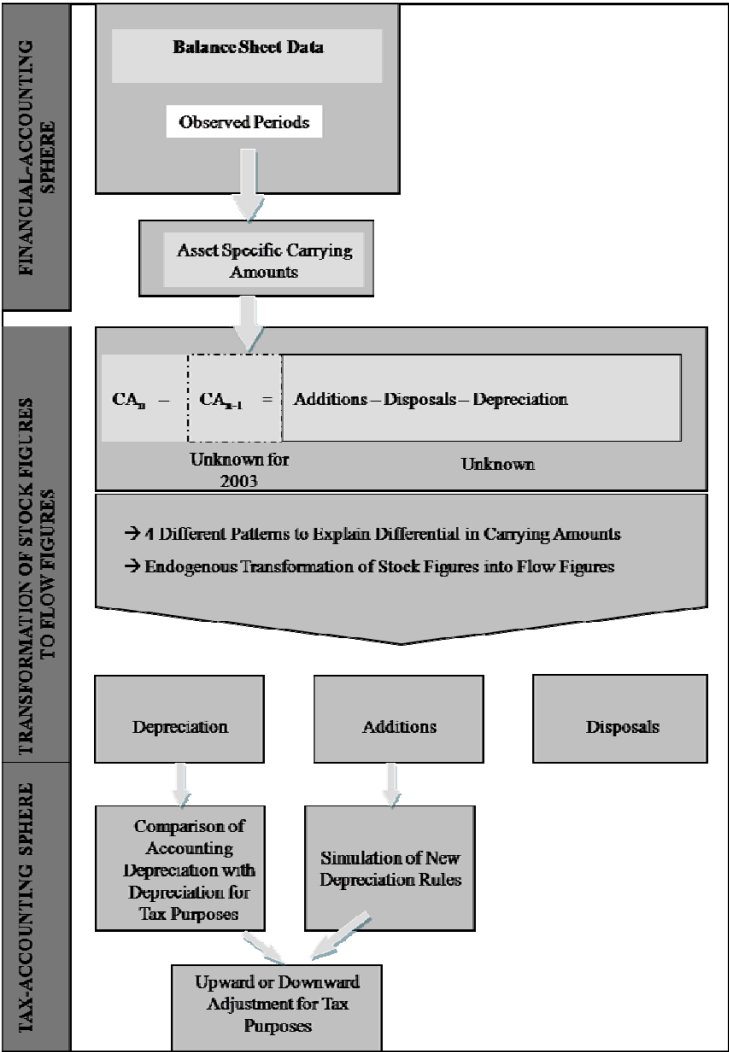 FINANCIAL-ACCOUNTING
SPHERE
Balance Sheet Data
Observed Periods
Asset Specific Carrying
Amounts
TRANSFORMATION OF STOCK FIGURES
TO FLOW FIGURES
CAn – CAn-1 = Additions – Disposals – Depreciation
Unknown for
2003
Unknown
→ 4 Different Patterns to Explain Differential in Carrying Amounts
→ Endogenous Transformation of Stock Figures into Flow Figures
Depreciation
Additions
Disposals
TAX-ACCOUNTING SPHERE
Comparison of
Accounting
Depreciation with
Depreciation for
Tax Purposes
Simulation of New
Depreciation Rules
Upward or Downward
Adjustment for Tax
Purposes